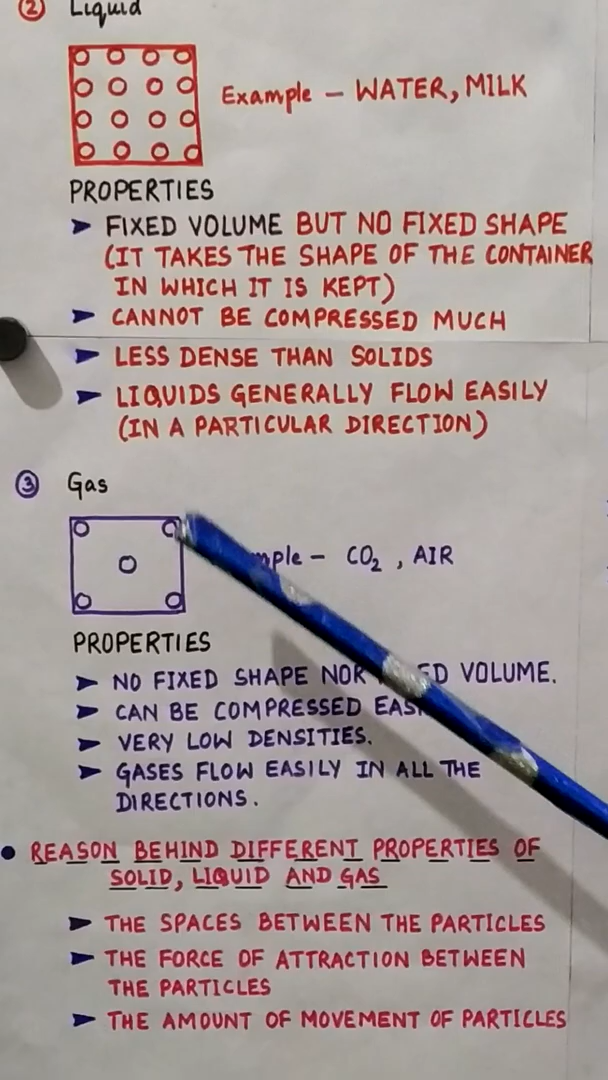 ② Liquid
Example – WATER, MILK
PROPERTIES
➤ FIXED VOLUME BUT NO FIXED SHAPE
(IT TAKES THE SHAPE OF THE CONTAINER
IN WHICH IT IS KEPT)
➤ CANNOT BE COMPRESSED MUCH
➤ LESS DENSE THAN SOLIDS
➤ LIQUIDS GENERALLY FLOW EASILY
(IN A PARTICULAR DIRECTION)
③ Gas
– CO₂ , AIR
PROPERTIES
➤ NO FIXED SHAPE NOR VOLUME.
➤ CAN BE COMPRESSED
➤ VERY LOW DENSITIES.
➤ GASES FLOW EASILY IN ALL THE
DIRECTIONS.
• REASON BEHIND DIFFERENT PROPERTIES OF
SOLID, LIQUID AND GAS
➤ THE SPACES BETWEEN THE PARTICLES
➤ THE FORCE OF ATTRACTION BETWEEN
THE PARTICLES
➤ THE AMOUNT OF MOVEMENT OF PARTICLES